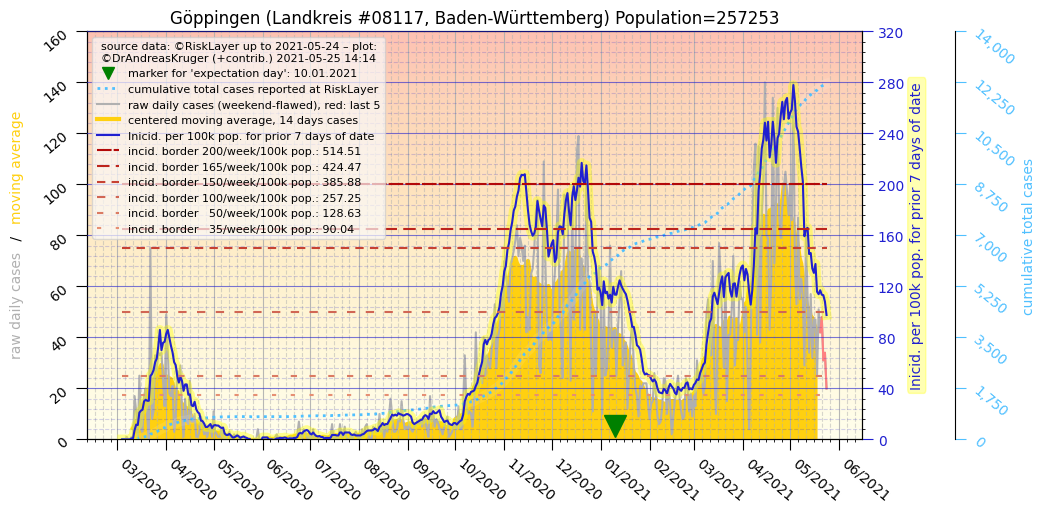 Göppingen (Landkreis #08117, Baden-Württemberg) Population=257253
source data: ©RiskLayer up to 2021-05-24 – plot:
©DrAndreasKruger (+contrib.) 2021-05-25 14:14
marker for 'expectation day': 10.01.2021
cumulative total cases reported at RiskLayer
raw daily cases (weekend-flawed), red: last 5
centered moving average, 14 days cases
Inicid. per 100k pop. for prior 7 days of date
incid. border 200/week/100k pop.: 514.51
incid. border 165/week/100k pop.: 424.47
incid. border 150/week/100k pop.: 385.88
incid. border 100/week/100k pop.: 257.25
incid. border   50/week/100k pop.: 128.63
incid. border   35/week/100k pop.: 90.04
raw daily cases / moving average
160
140
120
100
80
60
40
20
0
03/2020
04/2020
05/2020
06/2020
07/2020
08/2020
09/2020
10/2020
11/2020
12/2020
01/2021
02/2021
03/2021
04/2021
05/2021
06/2021
320
280
240
200
160
120
80
40
0
Inicid. per 100k pop. for prior 7 days of date
14,000
12,250
10,500
8,750
7,000
5,250
3,500
1,750
0
cumulative total cases